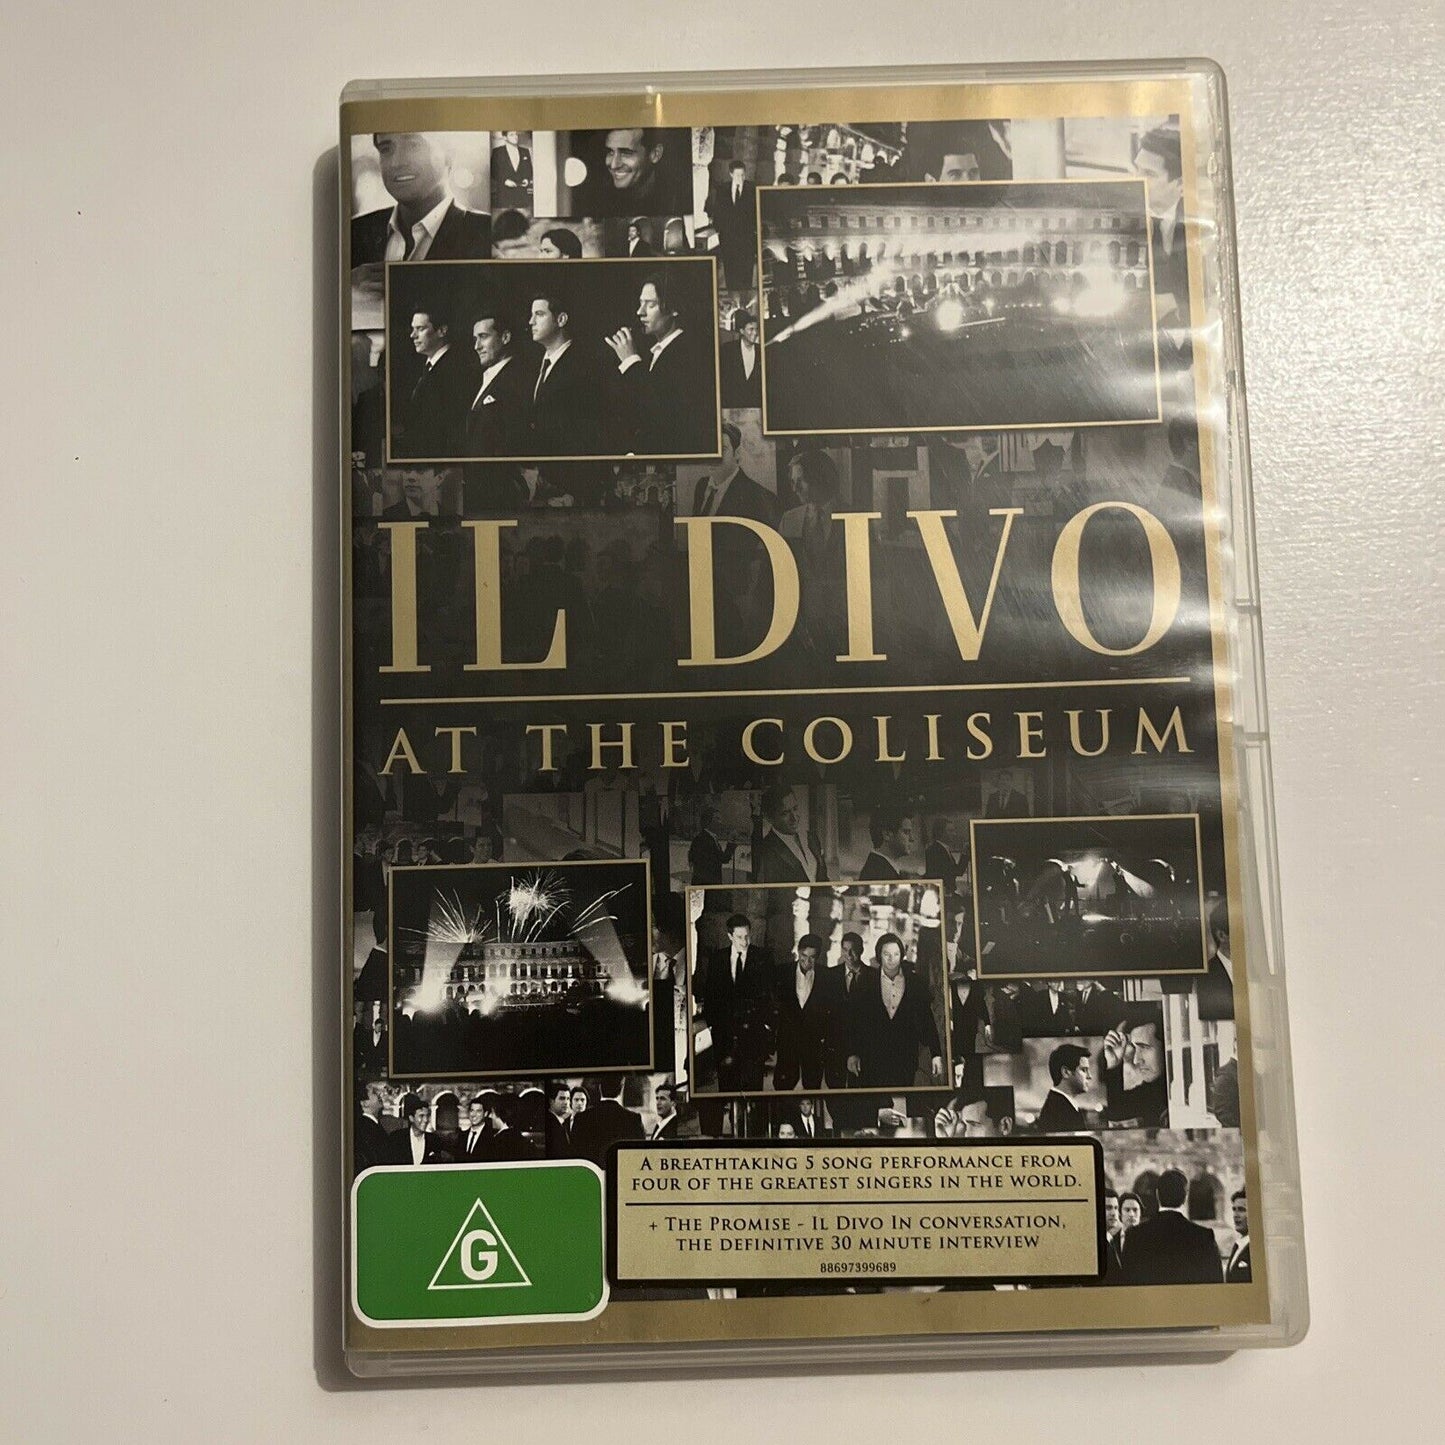 IL DIVO
AT THE COLISEUM
A BREATHTAKING 5 SONG PERFORMANCE FROM
FOUR OF THE GREATEST SINGERS IN THE WORLD.
+ THE PROMISE - IL DIVO IN CONVERSATION,
THE DEFINITIVE 30 MINUTE INTERVIEW
88697399689
G